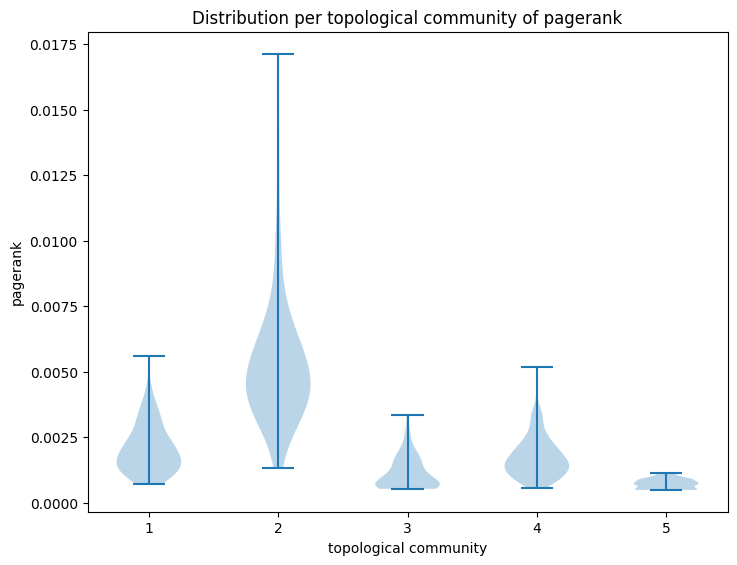 Distribution per topological community of pagerank
0.0175
0.0150
0.0125
0.0100
0.0075
0.0050
0.0025
0.0000
pagerank
1 2 3 4 5
topological community